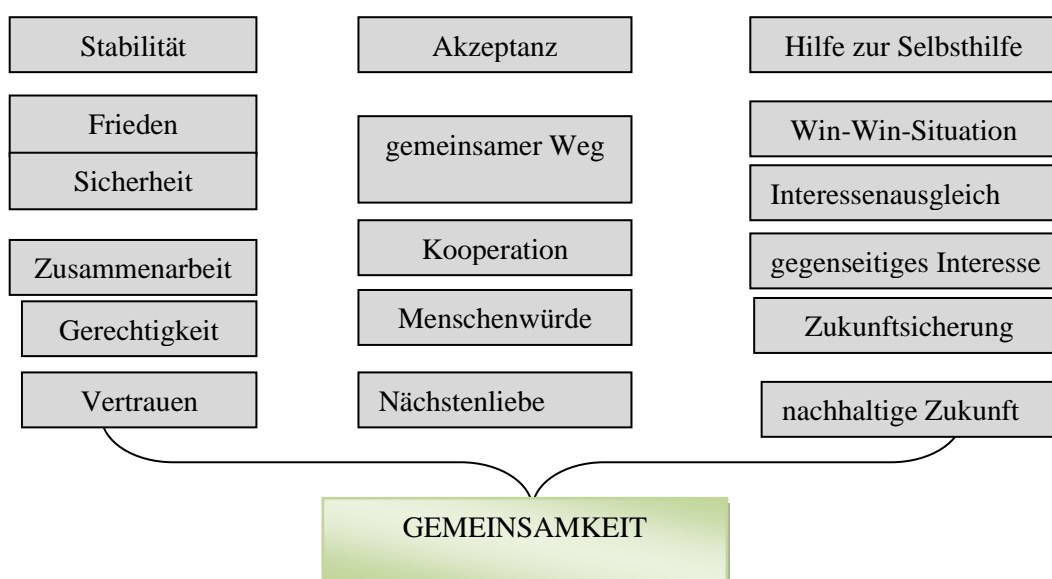 Stabilität
Frieden
Sicherheit
Zusammenarbeit
Gerechtigkeit
Vertrauen
Akzeptanz
gemeinsamer Weg
Kooperation
Menschenwürde
Nächstenliebe
Hilfe zur Selbsthilfe
Win-Win-Situation
Interessenausgleich
gegenseitiges Interesse
Zukunftsicherung
nachhaltige Zukunft
GEMEINSAMKEIT